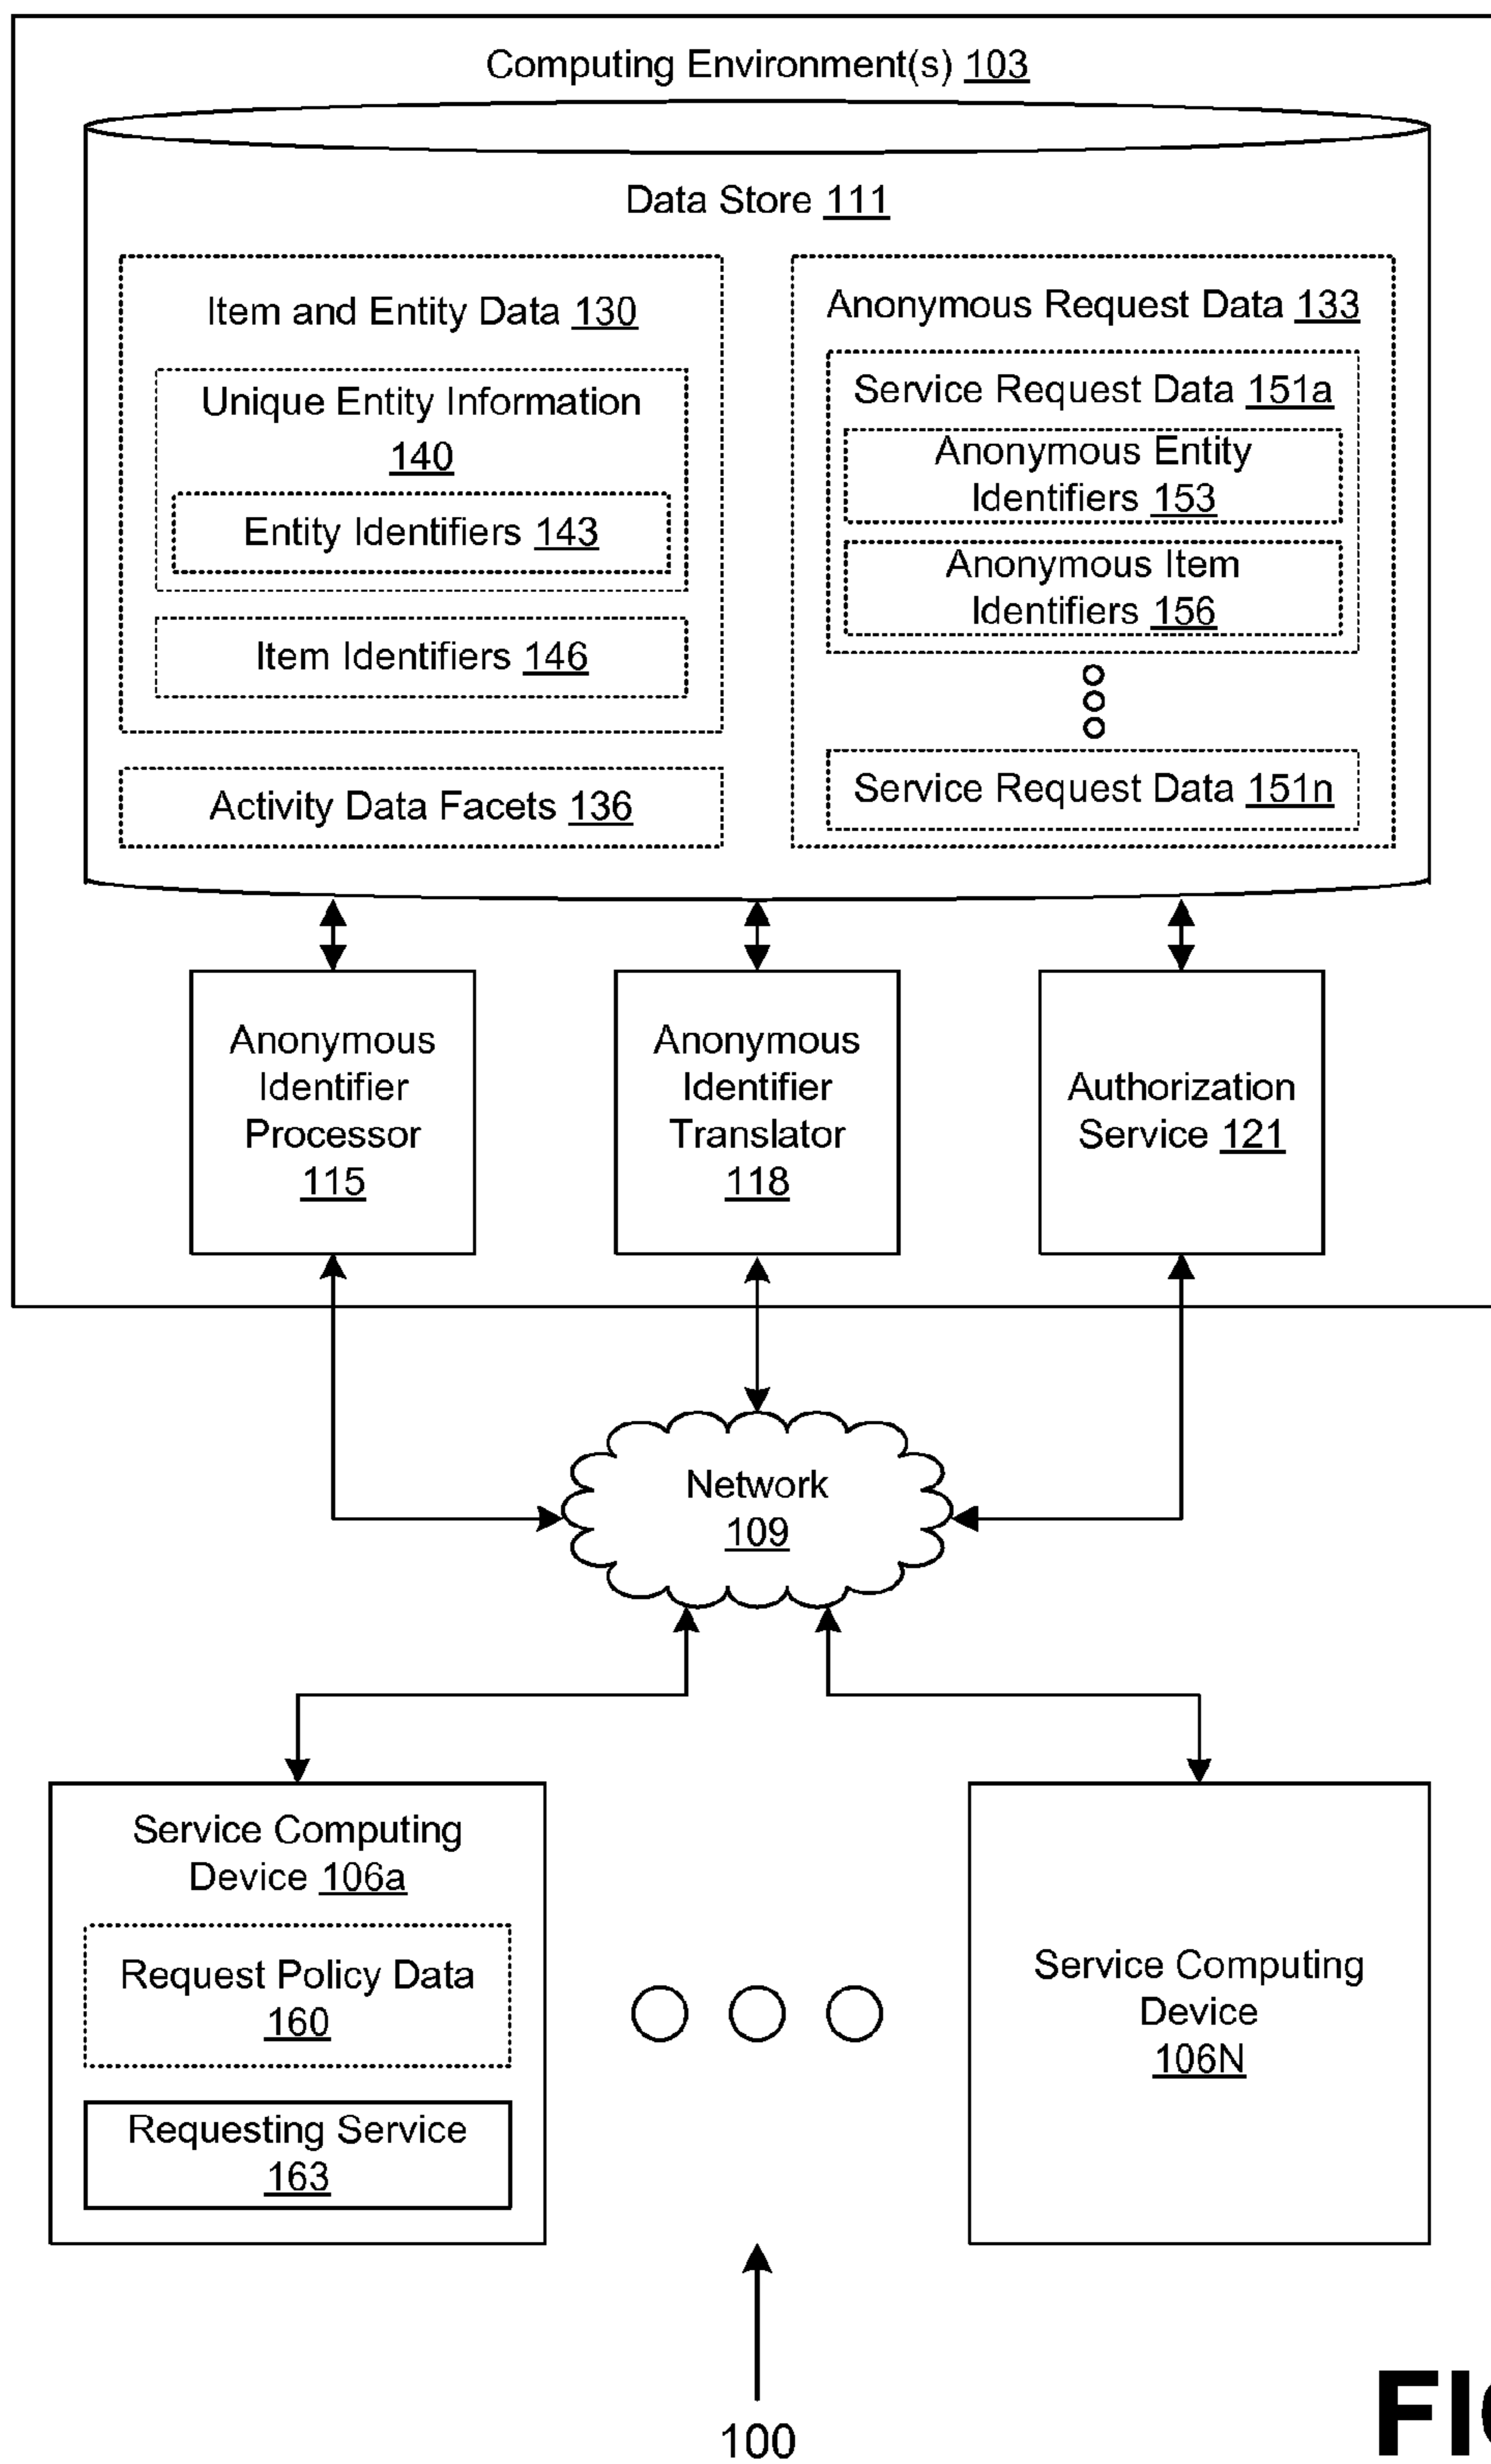 Computing Environment(s) 103
Data Store 111
Item and Entity Data 130
Unique Entity Information
140
Entity Identifiers 143
Item Identifiers 146
Activity Data Facets 136
Anonymous Request Data 133
Service Request Data 151a
Anonymous Entity
Identifiers 153
Anonymous Item
Identifiers 156
Service Request Data 151n
Anonymous
Identifier
Processor
115
Anonymous
Identifier
Translator
118
Authorization
Service 121
Network
109
Service Computing
Device 106a
Request Policy Data
160
Requesting Service
163
Service Computing
Device
106N
100